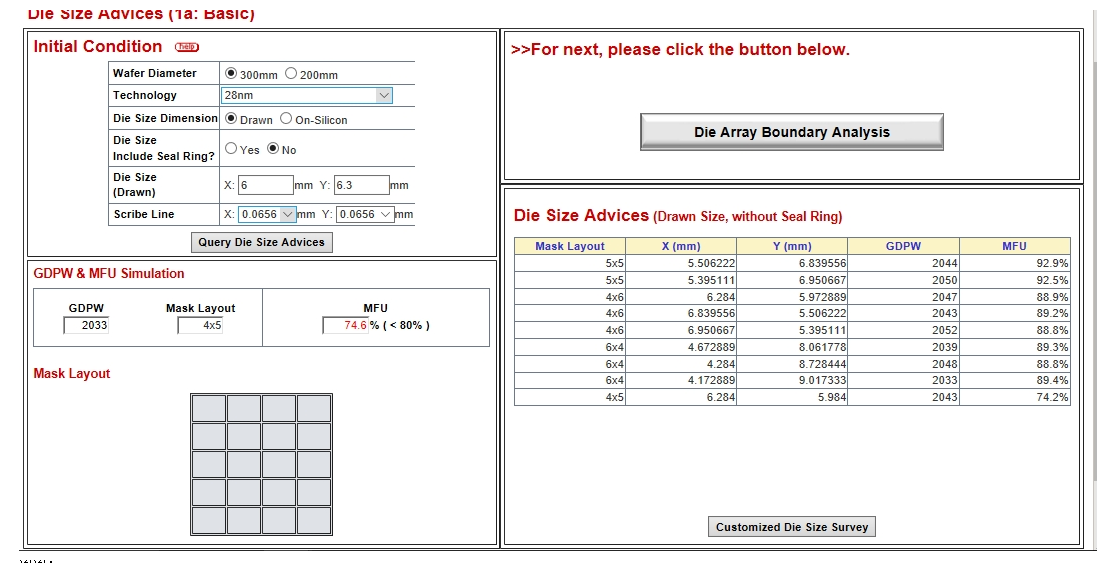 Die Size Advices (1a: Basic)
Initial Condition help
Wafer Diameter 300mm 200mm
Technology 28nm
Die Size Dimension Drawn On-Silicon
Die Size
Include Seal Ring? Yes No
Die Size
(Drawn) X: 6 mm Y: 6.3 mm
Scribe Line X: 0.0656 mm Y: 0.0656 mm
Query Die Size Advices
GDPW & MFU Simulation
GDPW Mask Layout MFU
2033 4x5 74.6 % ( < 80% )
Mask Layout
>>For next, please click the button below.
Die Array Boundary Analysis
Die Size Advices (Drawn Size, without Seal Ring)
Mask Layout X (mm) Y (mm) GDPW MFU
5x5 5.506222 6.839556 2044 92.9%
5x5 5.395111 6.950667 2050 92.5%
4x6 6.284 5.972889 2047 88.9%
4x6 6.839556 5.506222 2043 89.2%
4x6 6.950667 5.395111 2052 88.8%
6x4 4.672889 8.061778 2039 89.3%
6x4 4.284 8.728444 2048 88.8%
6x4 4.172889 9.017333 2033 89.4%
4x5 6.284 5.984 2043 74.2%
Customized Die Size Survey